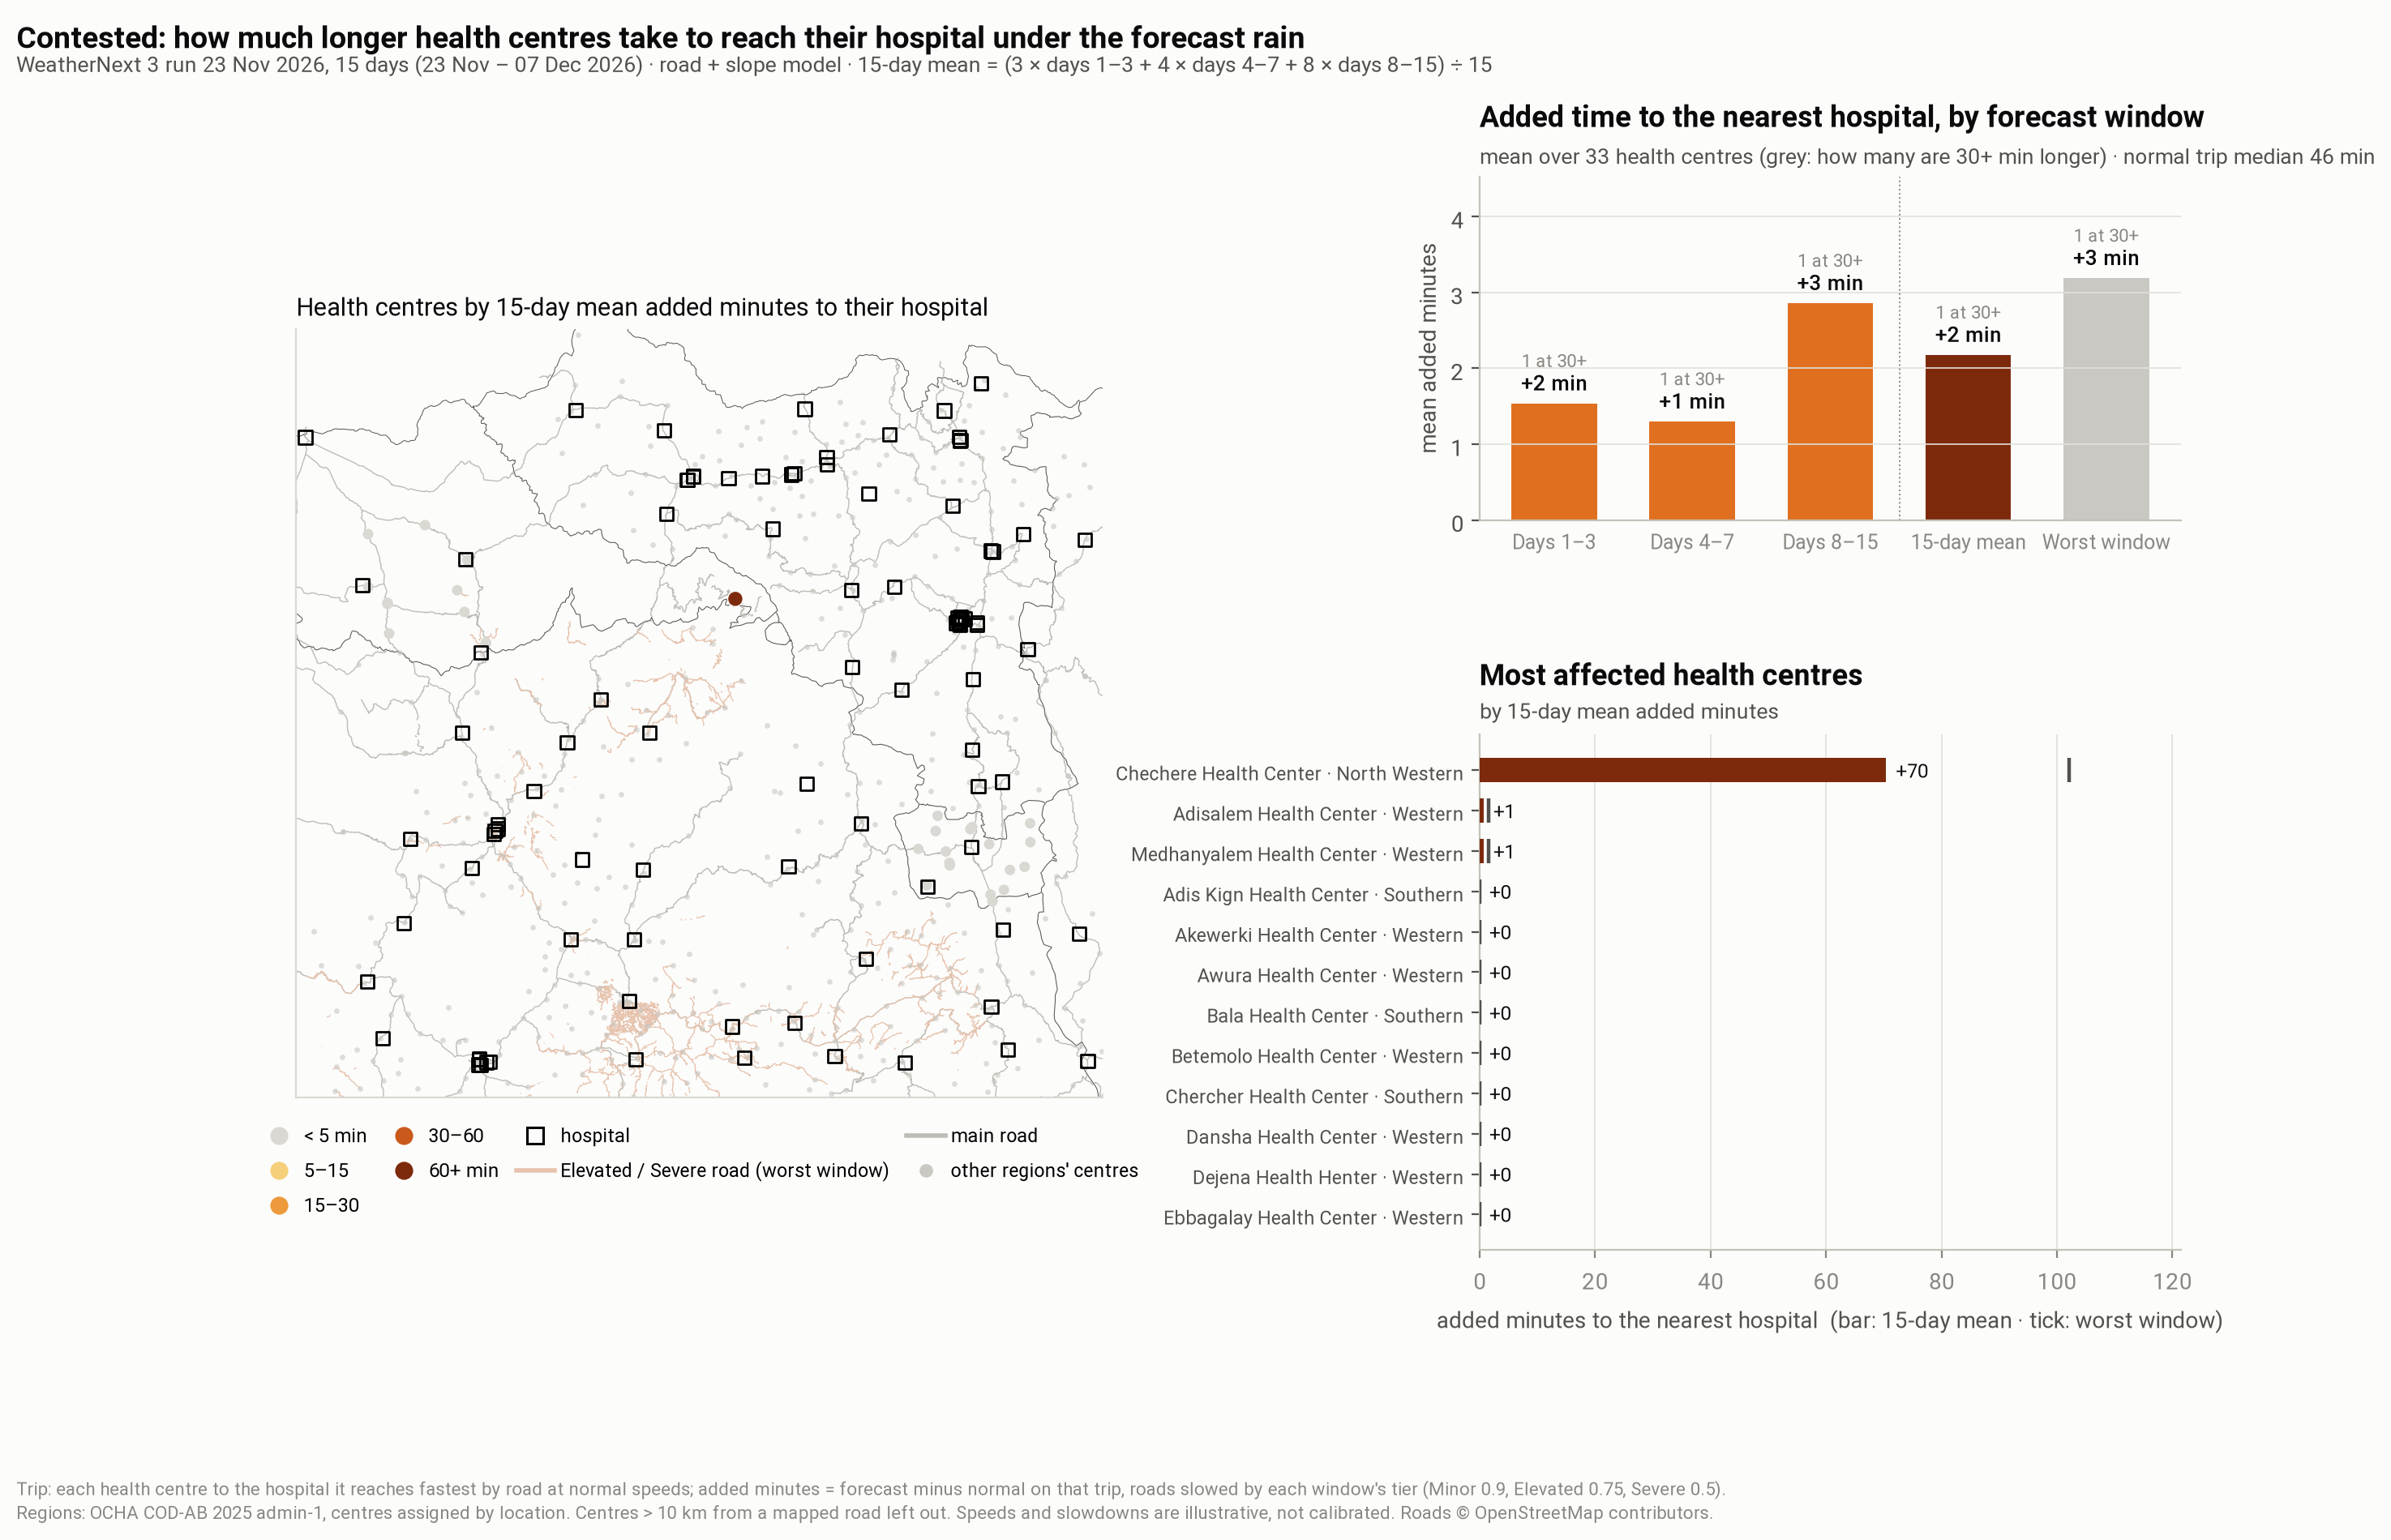 Contested: how much longer health centres take to reach their hospital under the forecast rain
WeatherNext 3 run 23 Nov 2026, 15 days (23 Nov – 07 Dec 2026) · road + slope model · 15-day mean = (3 × days 1–3 + 4 × days 4–7 + 8 × days 8–15) ÷ 15
Health centres by 15-day mean added minutes to their hospital
< 5 min
5–15
15–30
30–60
60+ min
hospital
Elevated / Severe road (worst window)
main road
other regions' centres
Added time to the nearest hospital, by forecast window
mean over 33 health centres (grey: how many are 30+ min longer) · normal trip median 46 min
mean added minutes
4
3
2
1
0
1 at 30+
+2 min
1 at 30+
+1 min
1 at 30+
+3 min
1 at 30+
+2 min
1 at 30+
+3 min
Days 1–3
Days 4–7
Days 8–15
15-day mean
Worst window
Most affected health centres
by 15-day mean added minutes
Chechere Health Center · North Western
+70
Adisalem Health Center · Western
+1
Medhanyalem Health Center · Western
+1
Adis Kign Health Center · Southern
+0
Akewerki Health Center · Western
+0
Awura Health Center · Western
+0
Bala Health Center · Southern
+0
Betemolo Health Center · Western
+0
Chercher Health Center · Southern
+0
Dansha Health Center · Western
+0
Dejena Health Henter · Western
+0
Ebbagalay Health Center · Western
+0
0 20 40 60 80 100 120
added minutes to the nearest hospital (bar: 15-day mean · tick: worst window)
Trip: each health centre to the hospital it reaches fastest by road at normal speeds; added minutes = forecast minus normal on that trip, roads slowed by each window's tier (Minor 0.9, Elevated 0.75, Severe 0.5).
Regions: OCHA COD-AB 2025 admin-1, centres assigned by location. Centres > 10 km from a mapped road left out. Speeds and slowdowns are illustrative, not calibrated. Roads © OpenStreetMap contributors.